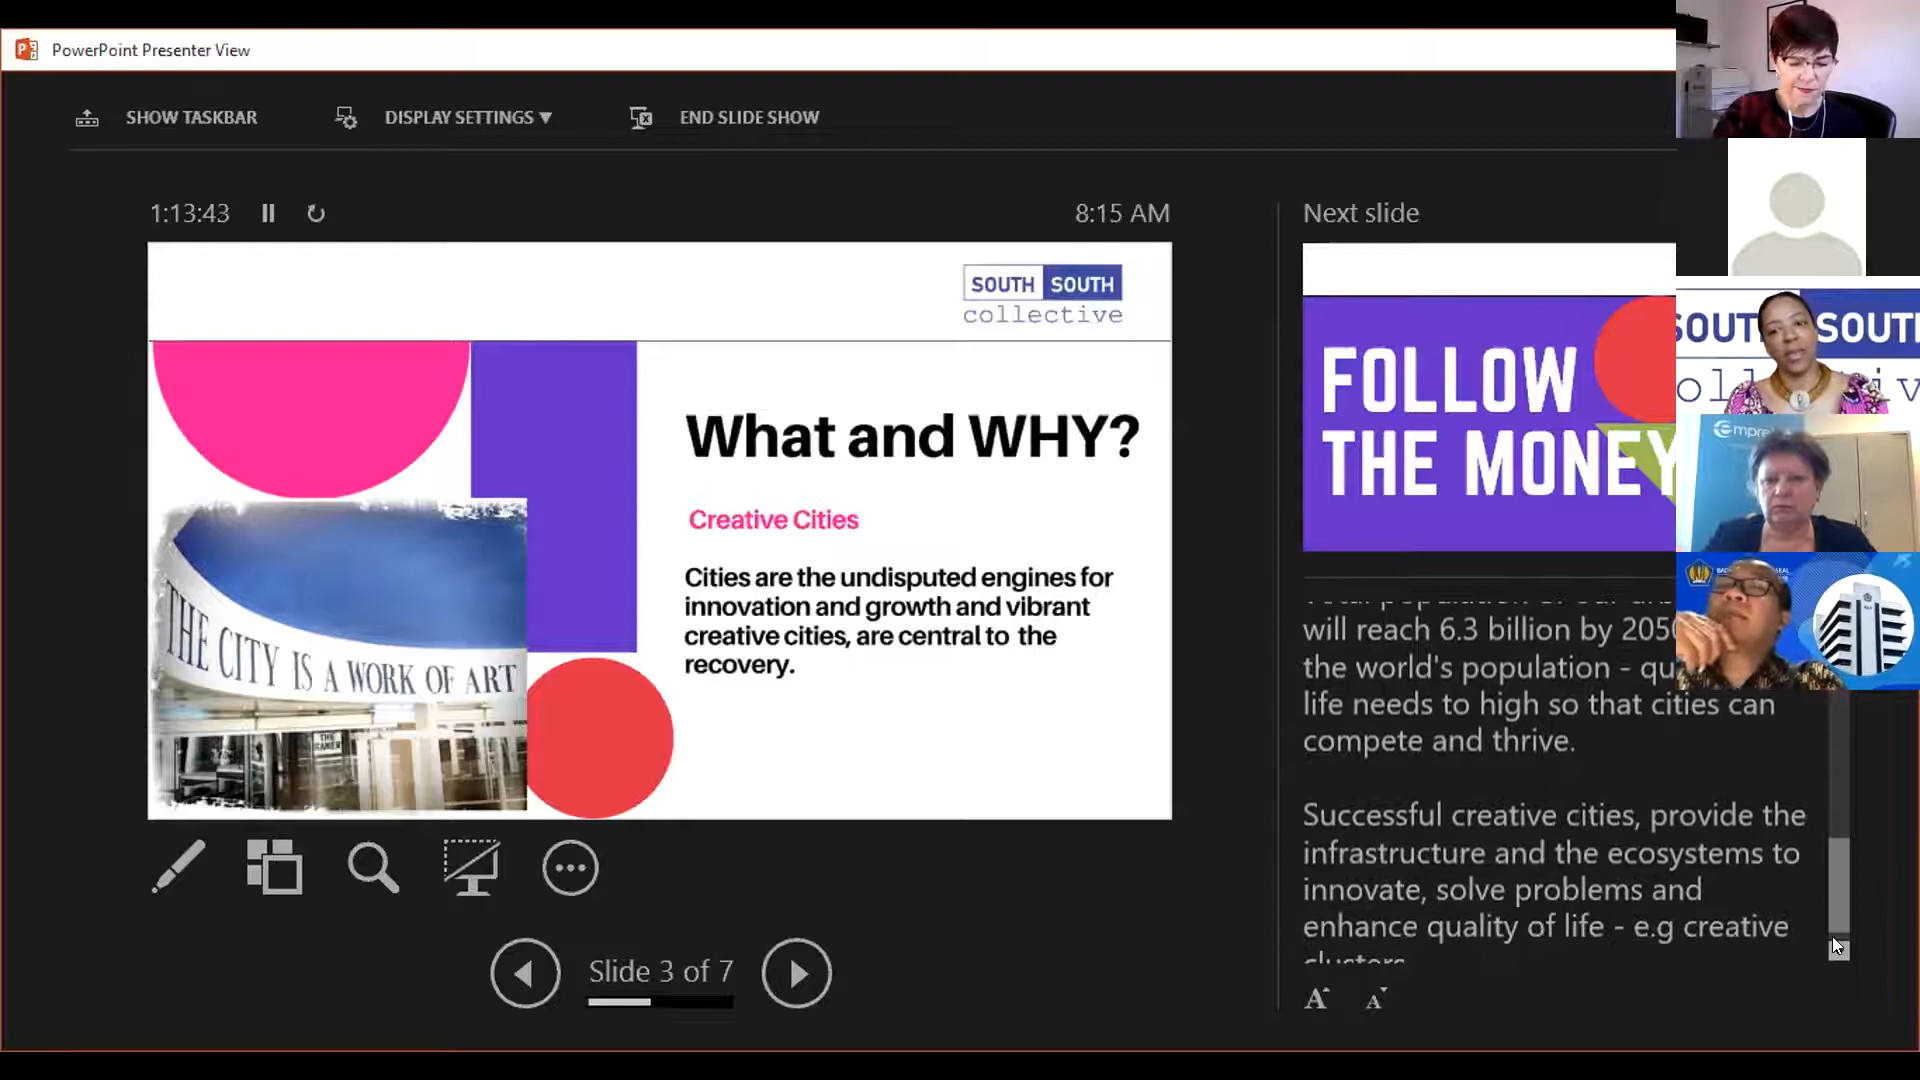 PowerPoint Presenter View
SHOW TASKBAR
DISPLAY SETTINGS
END SLIDE SHOW
1:13:43
8:15 AM
SOUTH SOUTH
collective
What and WHY?
Creative Cities
Cities are the undisputed engines for
innovation and growth and vibrant
creative cities, are central to the
recovery.
THE CITY IS A WORK OF ART
Slide 3 of 7
Next slide
FOLLOW
THE MONEY
will reach 6.3 billion by 205
the world's population - qu
life needs to high so that cities can
compete and thrive.
Successful creative cities, provide the
infrastructure and the ecosystems to
innovate, solve problems and
enhance quality of life - e.g creative
clusters
A A
SOUT SOUT